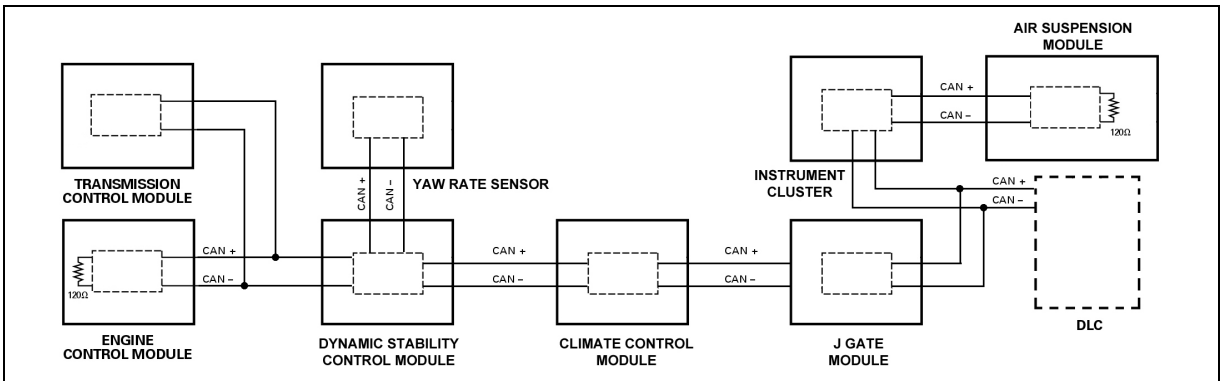 AIR SUSPENSION
MODULE
CAN +
CAN –
120Ω
INSTRUMENT
CLUSTER
CAN +
CAN –
DLC
TRANSMISSION
CONTROL MODULE
YAW RATE SENSOR
CAN +
CAN –
CAN +
CAN –
120Ω
ENGINE
CONTROL MODULE
CAN +
CAN –
DYNAMIC STABILITY
CONTROL MODULE
CAN +
CAN –
CLIMATE CONTROL
MODULE
J GATE
MODULE